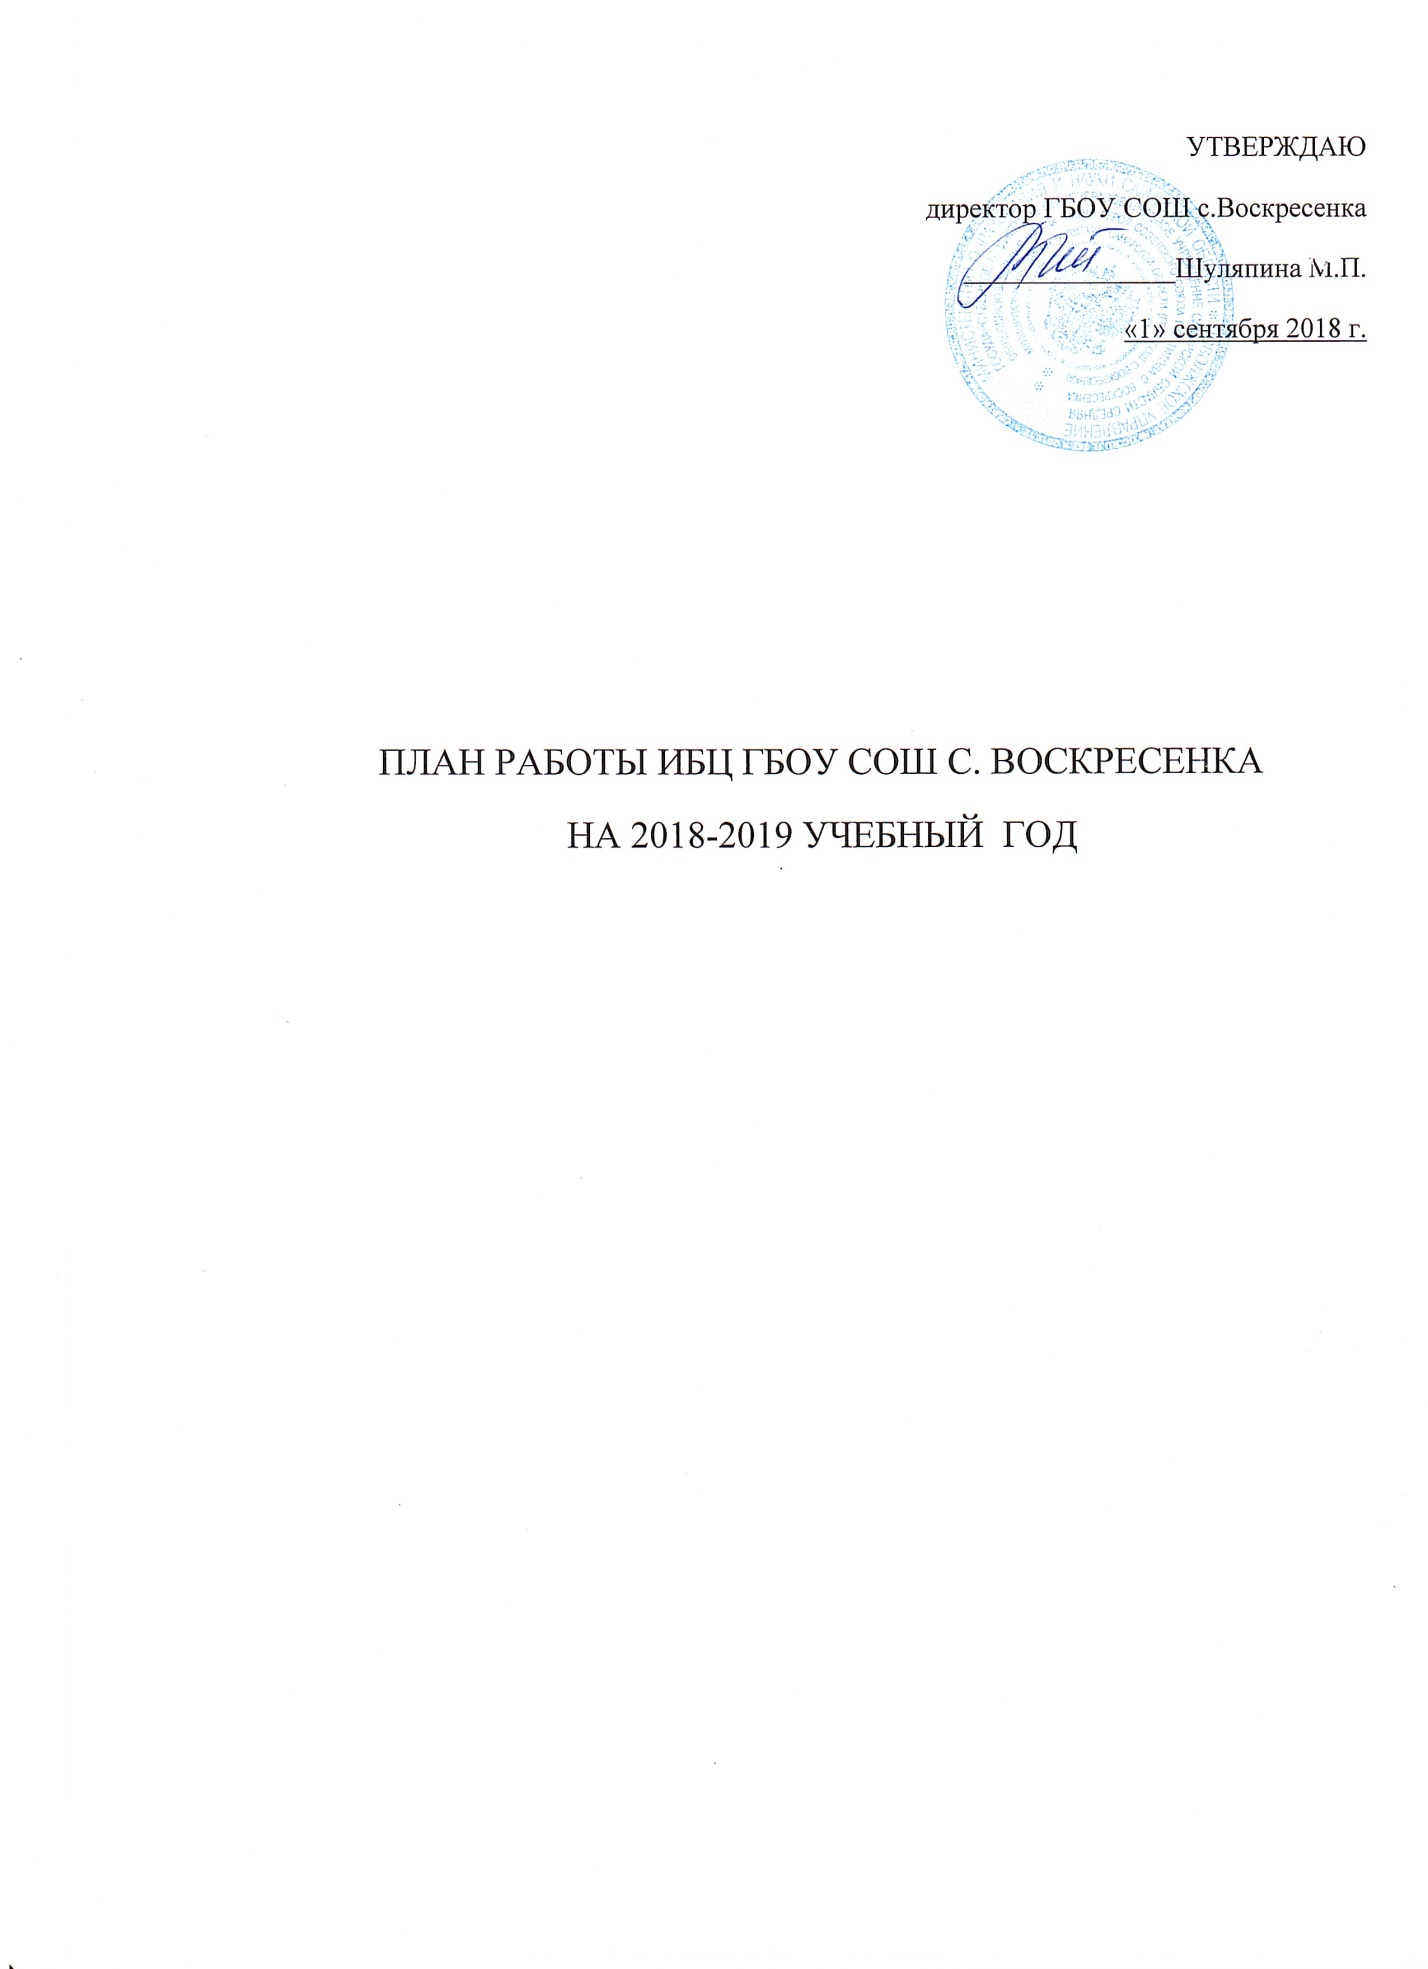 УТВЕРЖДАЮ
директор ГБОУ СОШ с.Воскресенка
Шуляпина М.П.
«1» сентября 2018 г.
ПЛАН РАБОТЫ ИБЦ ГБОУ СОШ С. ВОСКРЕСЕНКА
НА 2018-2019 УЧЕБНЫЙ ГОД